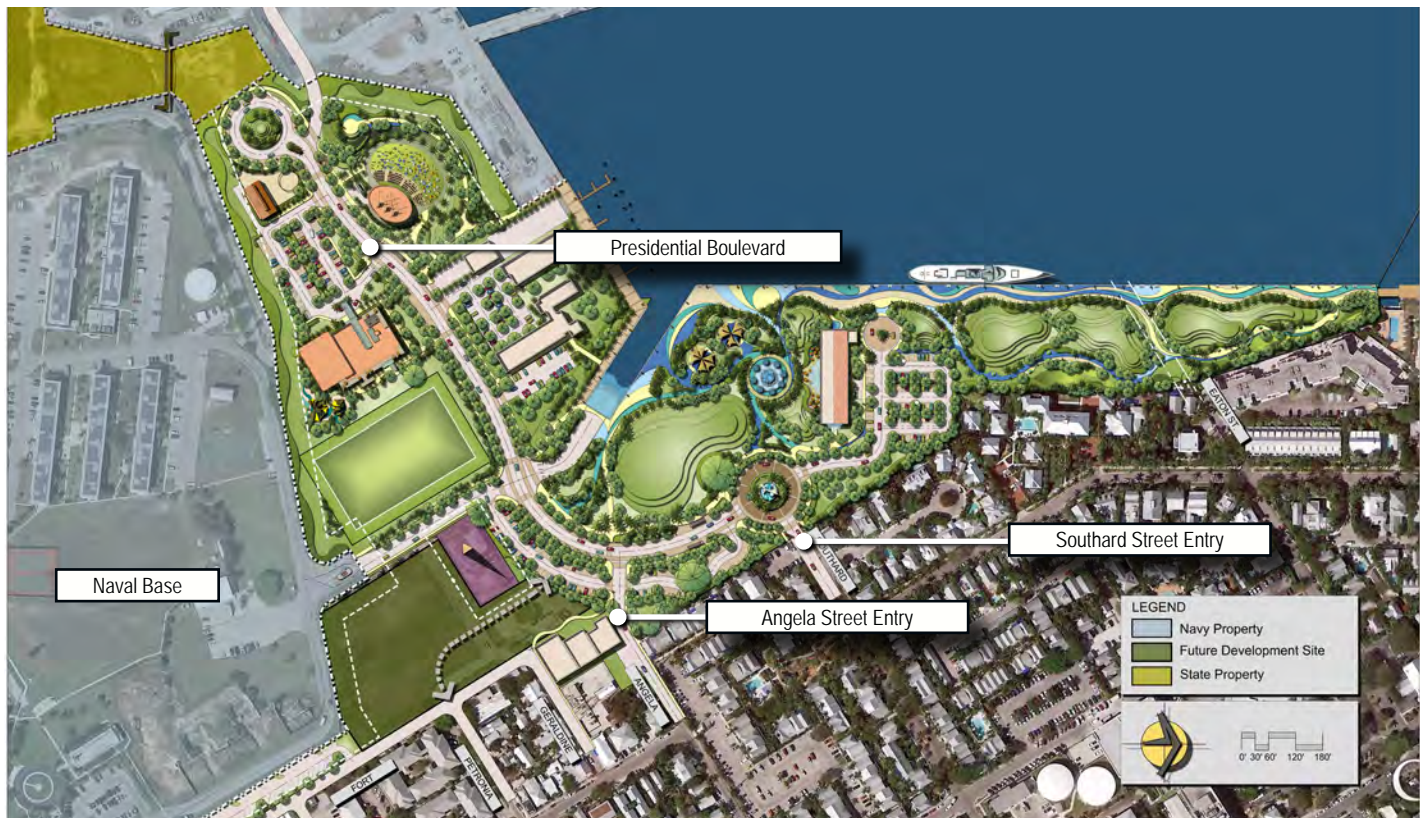 Presidential Boulevard
EATON ST.
Southard Street Entry
Naval Base
Angela Street Entry
LEGEND
Navy Property
Future Development Site
State Property
ANGELA
GERALDINE
PETRONIA
FORT
0' 30' 60' 120' 180'